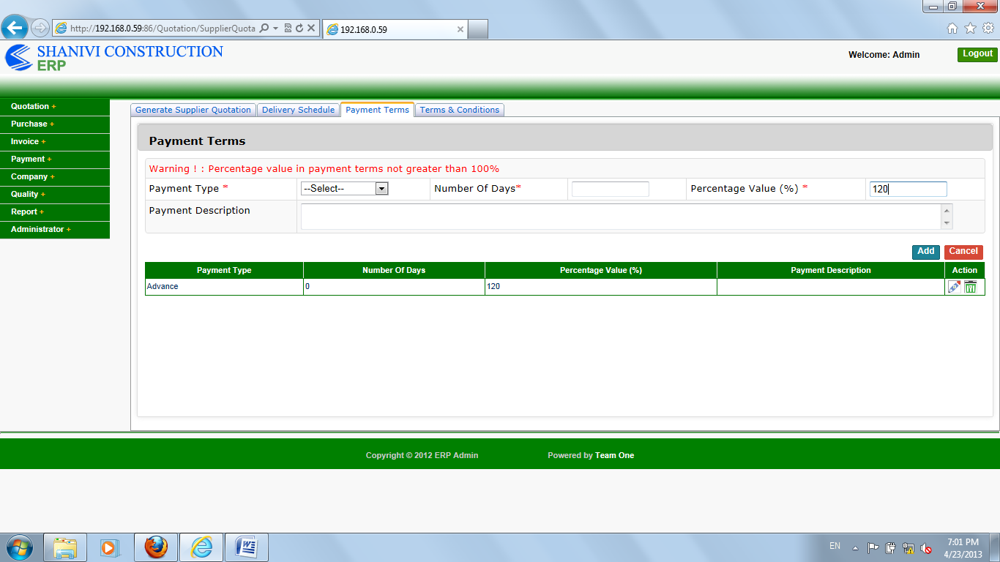 http://192.168.0.59:86/Quotation/SupplierQuota
192.168.0.59
SHANIVI CONSTRUCTION
ERP
Welcome: Admin
Logout
Quotation +
Purchase +
Invoice +
Payment +
Company +
Quality +
Report +
Administrator +
Generate Supplier Quotation
Delivery Schedule
Payment Terms
Terms & Conditions
Payment Terms
Warning ! : Percentage value in payment terms not greater than 100%
Payment Type * --Select-- Number Of Days* Percentage Value (%) * 120
Payment Description
Add Cancel
Payment Type Number Of Days Percentage Value (%) Payment Description Action
Advance 0 120
Copyright © 2012 ERP Admin Powered by Team One
EN
7:01 PM
4/23/2013